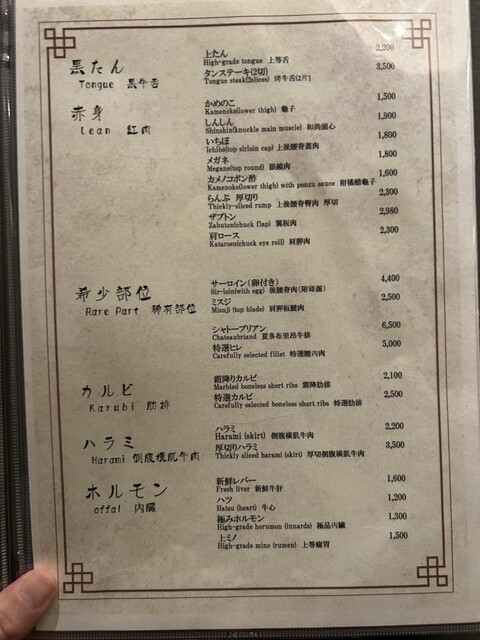 黒たん
Tongue 黒牛舌
上たん 2,200
High-grade tongue 上等舌
タンステーキ(2切) 3,500
Tongue steak(2slices) 烤牛舌(2片)
赤身
Lean 紅肉
かめのこ 1,500
Kamenoko(lower thigh) 龜子
しんしん 1,900
Shinshin(knuckle main muscle) 和尚頭心
いちぼ 1,800
Ichibo(top sirloin cap) 上後腰脊蓋肉
メガネ 1,800
Megane(top round) 眼鏡肉
カメノコポン酢 1,600
Kamenoko(lower thigh) with ponzu sauce 柑橘醋龜子
らんぷ 厚切り 2,300
Thickly-sliced rump 上後腰脊臀肉 厚切
ザブトン 2,980
Zabuton(chuck flap) 翼板肉
肩ロース 2,300
Katarosu(chuck eye roll) 肩胛肉
希少部位
Rare Part 稀有部位
サーロイン(卵付き) 4,400
Sir-loin(with egg) 後腰脊肉(附頭蛋)
ミスジ 2,500
Misuji (top blade) 肩胛板腱肉
シャトーブリアン 6,500
Chateaubriand 夏多布里昂牛排
特選ヒレ 5,000
Carefully selected fillet 特選腰內肉
カルビ
Karubi 肋排
霜降りカルビ 2,100
Marbled boneless short ribs 霜降肋排
特選カルビ 2,500
Carefully selected boneless short ribs 特選肋排
ハラミ
Harami 側腹橫肌牛肉
ハラミ 2,200
Harami (skirt) 側腹橫肌牛肉
厚切りハラミ 3,500
Thickly sliced harami (skirt) 厚切側腹橫肌牛肉
ホルモン
offal 内臓
新鮮レバー 1,600
Fresh liver 新鮮牛肝
ハツ 1,200
Hatsu (heart) 牛心
極みホルモン 1,300
High-grade horumon (innards) 極品內臟
上ミノ 1,500
High-grade mino (rumen) 上等瘤胃